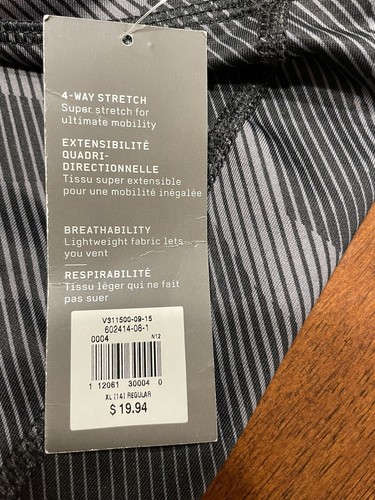 4-WAY STRETCH
Super stretch for
ultimate mobility
EXTENSIBILITÉ
QUADRI-
DIRECTIONNELLE
Tissu super extensible
pour une mobilité inégalée
BREATHABILITY
Lightweight fabric lets
you vent
RESPIRABILITÉ
Tissu léger qui ne fait
pas suer
V311500-09-15
602414-06-1
0004 N12
1 12061 30004 0
XL (14) REGULAR
$19.94